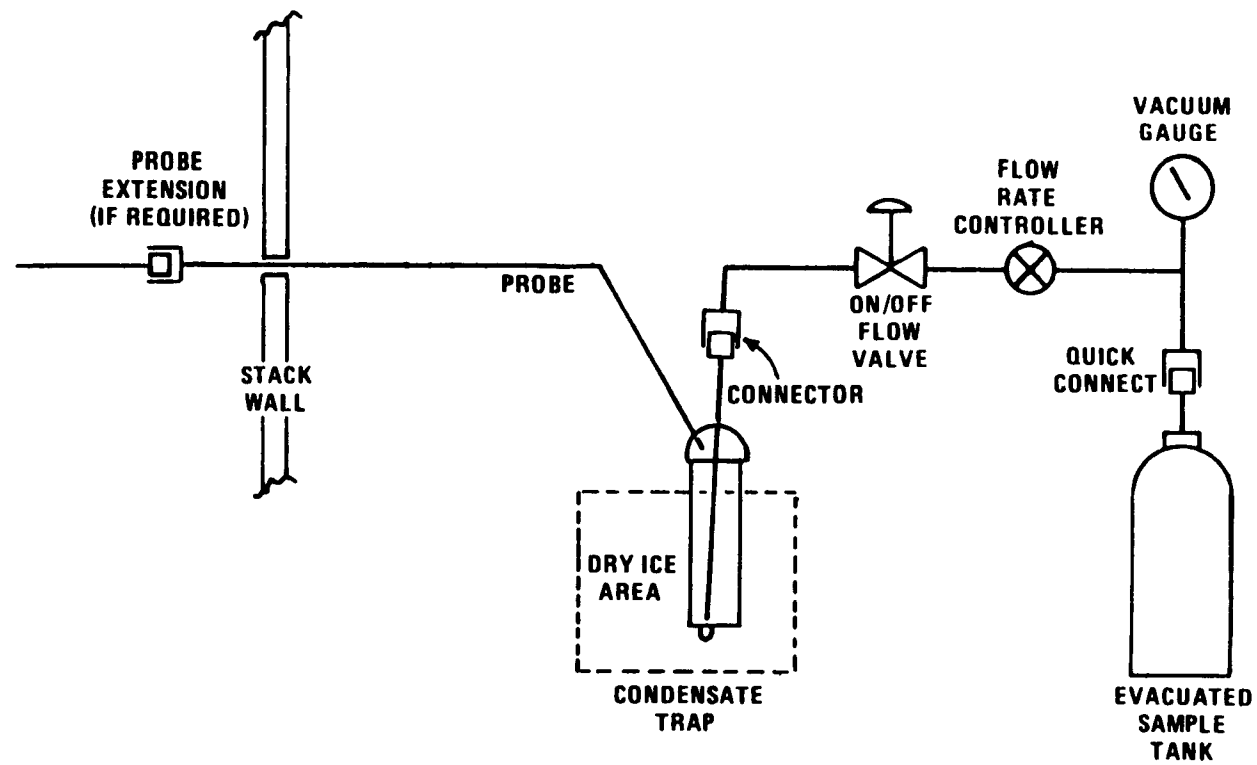 PROBE
EXTENSION
(IF REQUIRED)
STACK
WALL
PROBE
CONNECTOR
DRY ICE
AREA
CONDENSATE
TRAP
ON/OFF
FLOW
VALVE
FLOW
RATE
CONTROLLER
VACUUM
GAUGE
QUICK
CONNECT
EVACUATED
SAMPLE
TANK